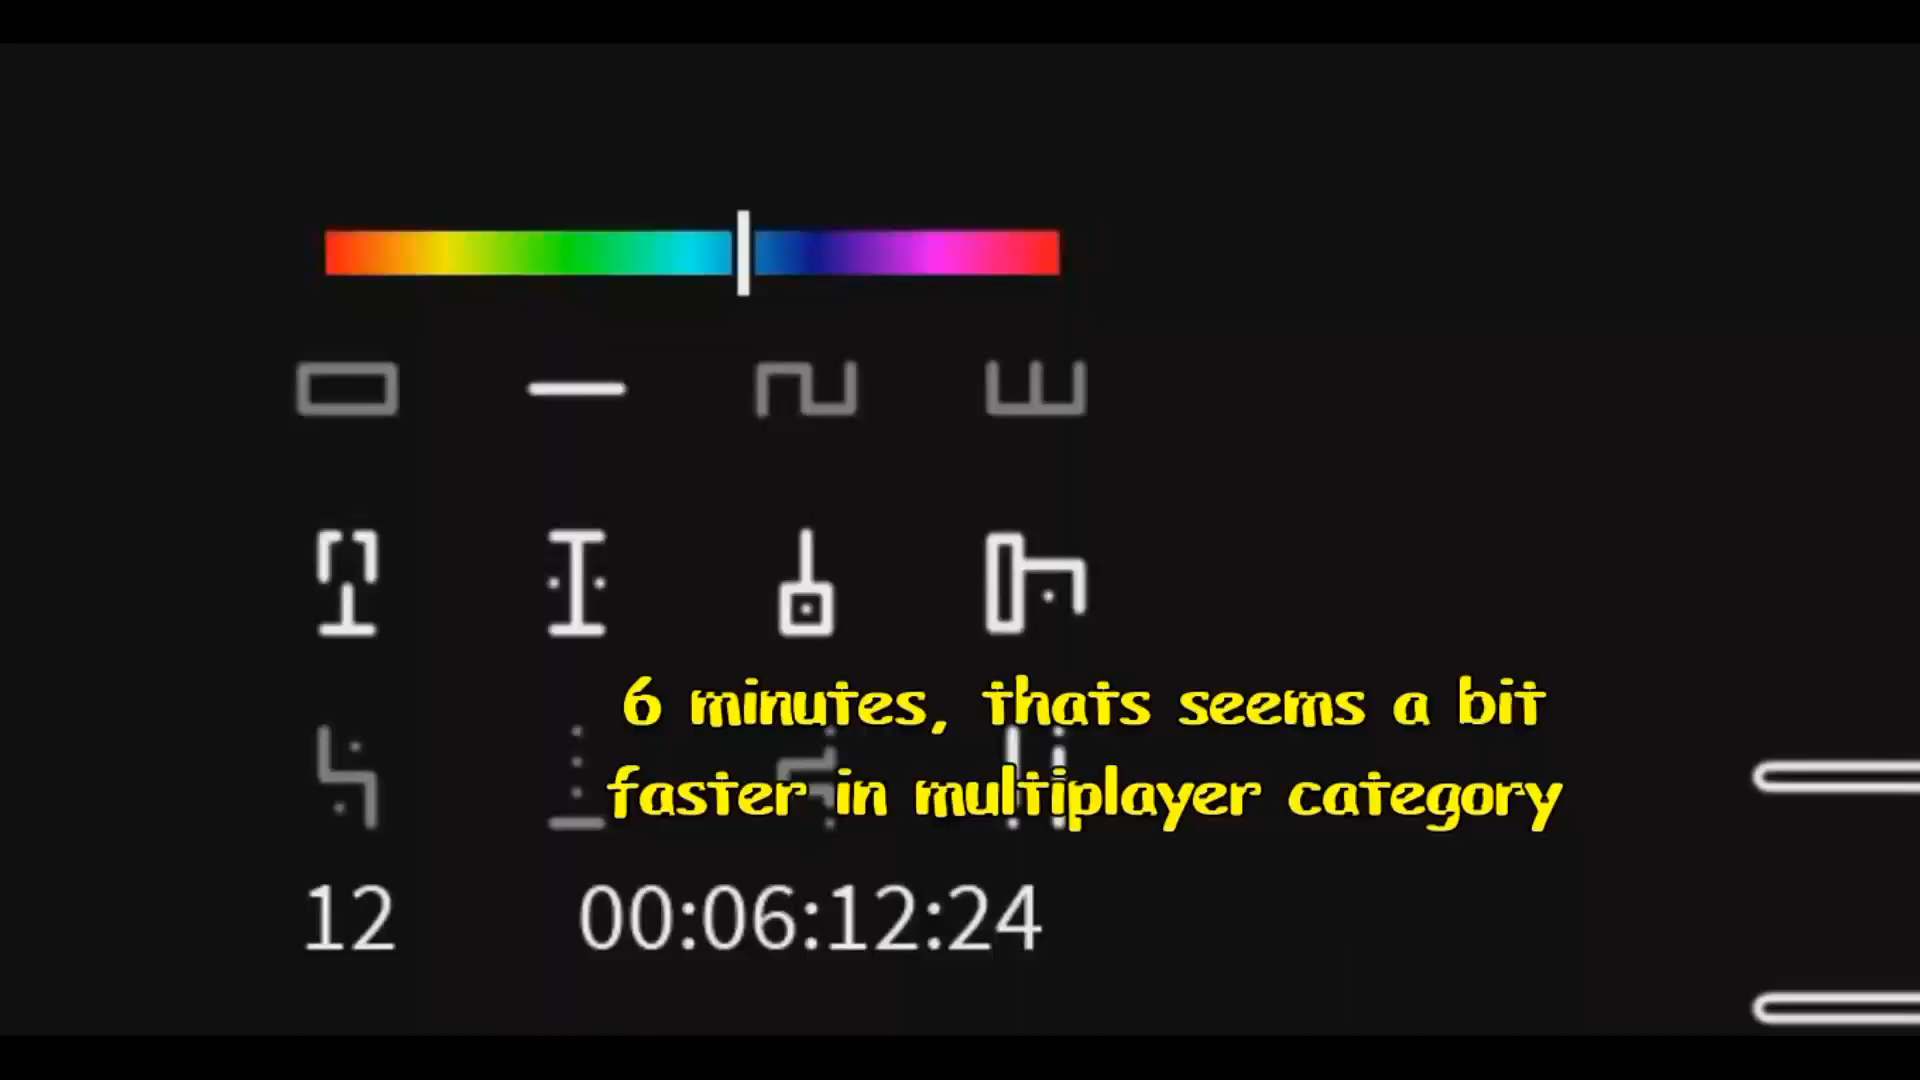 6 minutes, thats seems a bit
faster in multiplayer category
12
00:06:12:24